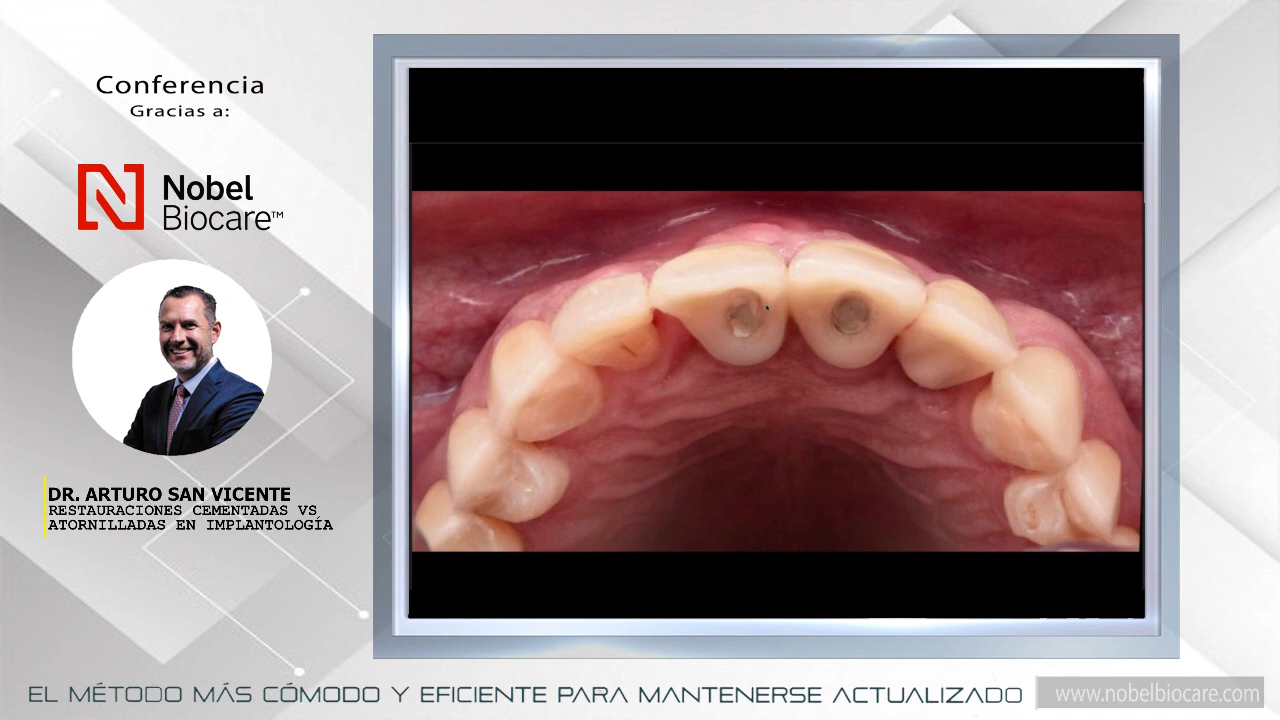 Conferencia
Gracias a:
Nobel
Biocare™
DR. ARTURO SAN VICENTE
RESTAURACIONES CEMENTADAS VS
ATORNILLADAS EN IMPLANTOLOGÍA
EL MÉTODO MÁS CÓMODO Y EFICIENTE PARA MANTENERSE ACTUALIZADO
www.nobelbiocare.com